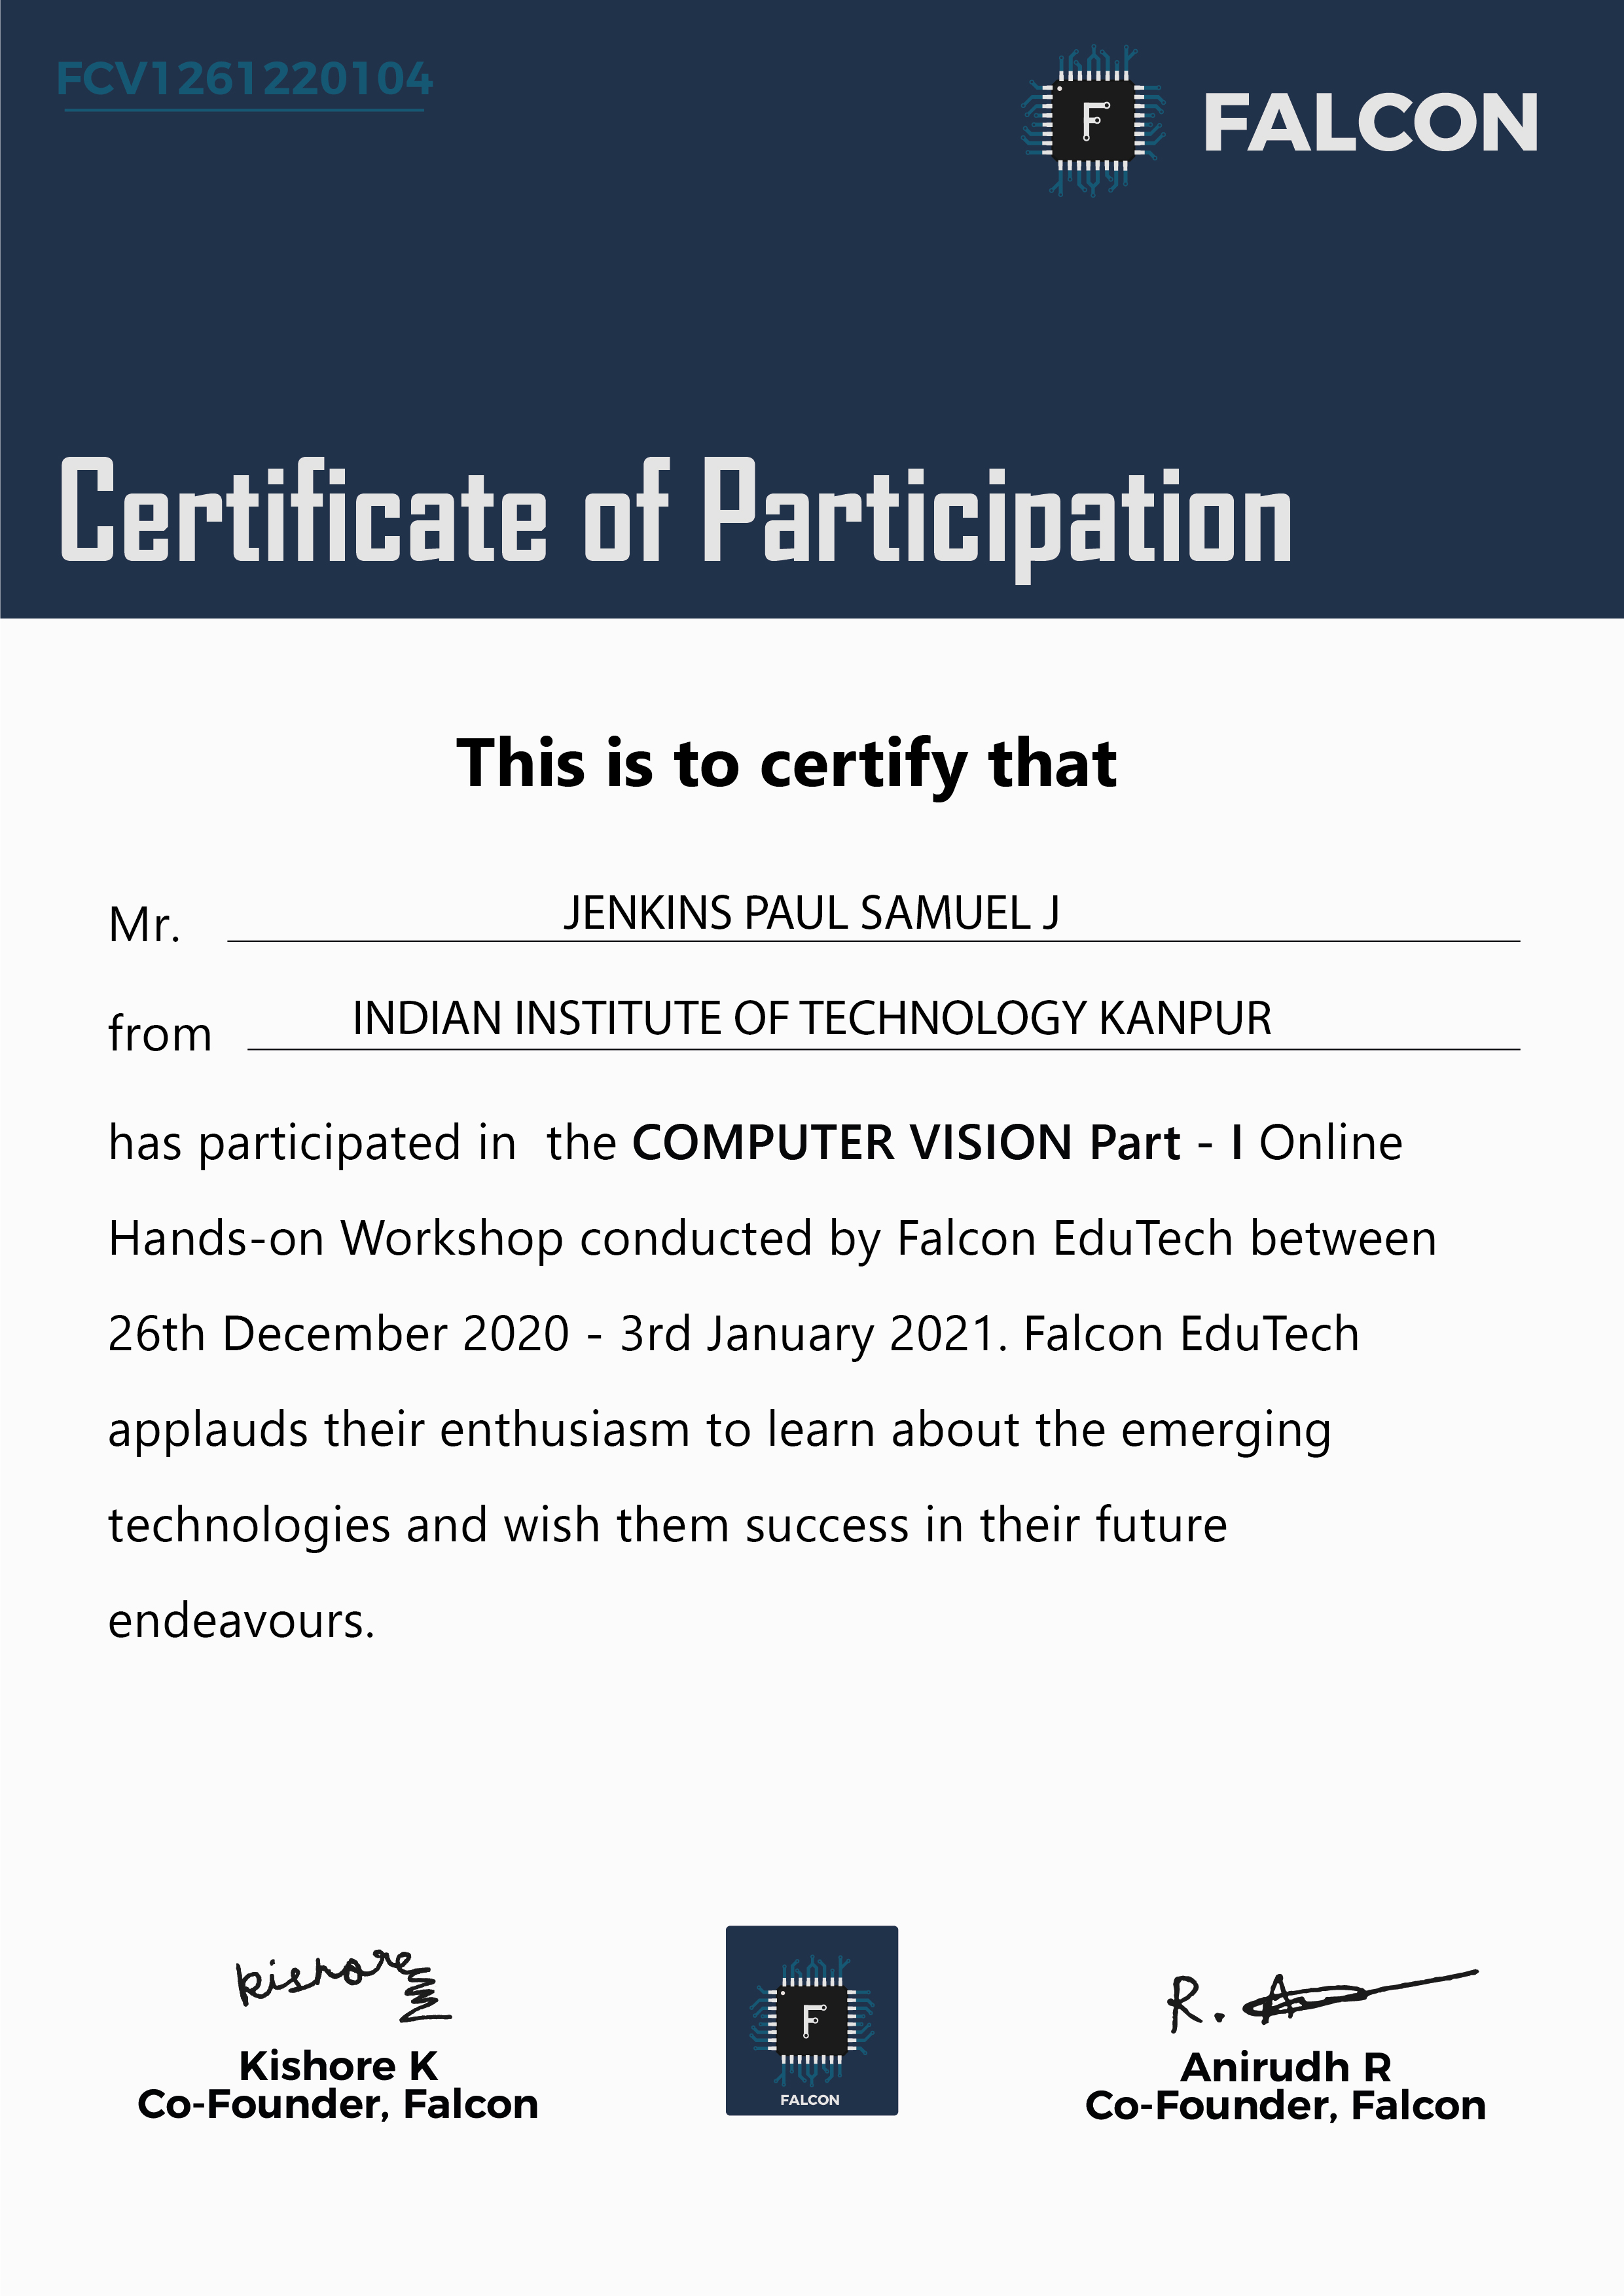 FCV1261220104
F
FALCON
Certificate of Participation
This is to certify that
Mr. JENKINS PAUL SAMUEL J
from INDIAN INSTITUTE OF TECHNOLOGY KANPUR
has participated in  the COMPUTER VISION Part - I Online
Hands-on Workshop conducted by Falcon EduTech between
26th December 2020 - 3rd January 2021. Falcon EduTech
applauds their enthusiasm to learn about the emerging
technologies and wish them success in their future
endeavours.
kishore
Kishore K
Co-Founder, Falcon
F
FALCON
R. A
Anirudh R
Co-Founder, Falcon